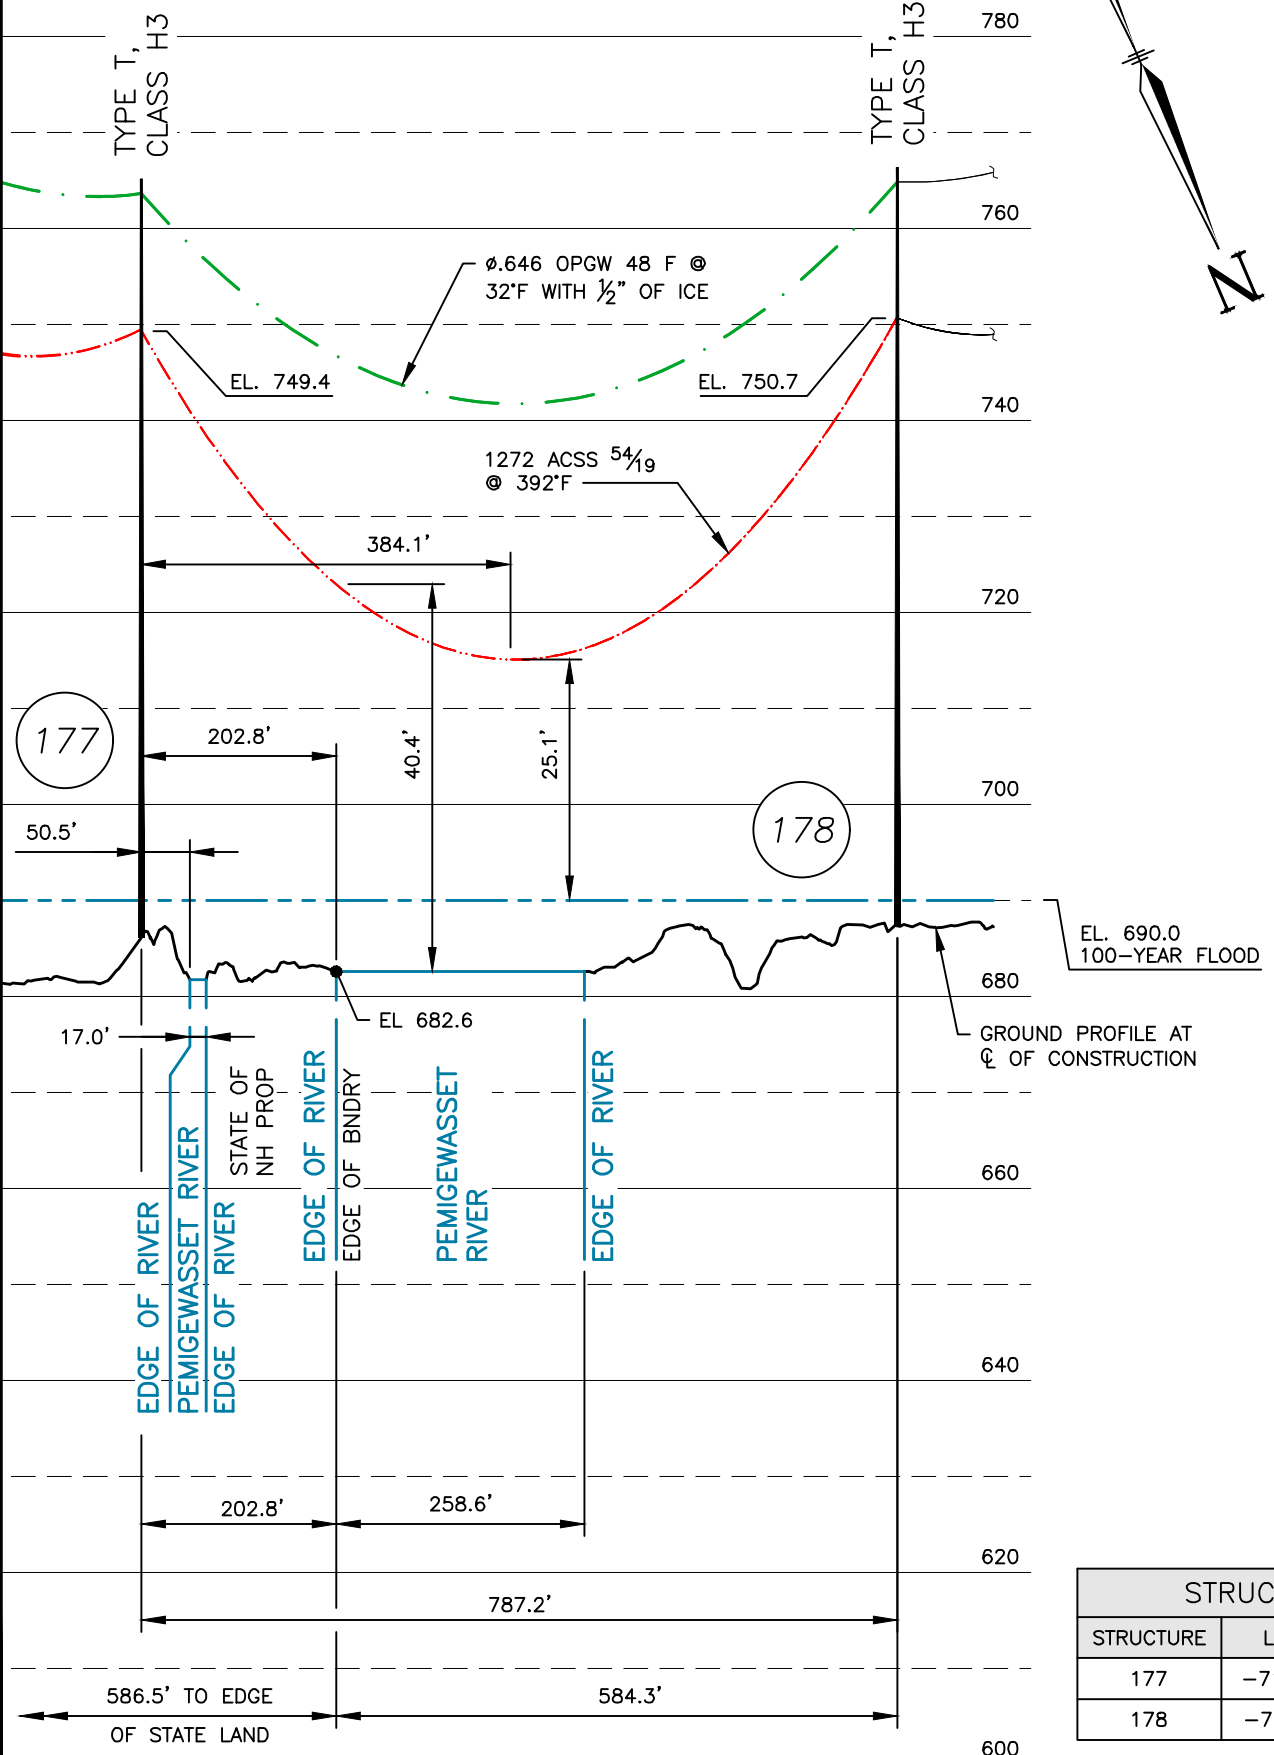 TYPE T,
CLASS H3
TYPE T,
CLASS H3
780
760
N
Ø.646 OPGW 48 F @
32°F WITH ½" OF ICE
EL. 749.4
EL. 750.7
740
1272 ACSS 54/19
@ 392°F
384.1'
720
177
202.8'
40.4'
25.1'
700
178
50.5'
EL. 690.0
100-YEAR FLOOD
680
EL 682.6
17.0'
GROUND PROFILE AT
℄ OF CONSTRUCTION
STATE OF
NH PROP
EDGE OF RIVER
PEMIGEWASSET RIVER
EDGE OF RIVER
EDGE OF RIVER
EDGE OF BNDRY
PEMIGEWASSET
RIVER
EDGE OF RIVER
660
640
202.8'
258.6'
620
787.2'
STRUC
STRUCTURE L
177 -7
178 -7
586.5' TO EDGE
OF STATE LAND
584.3'
600